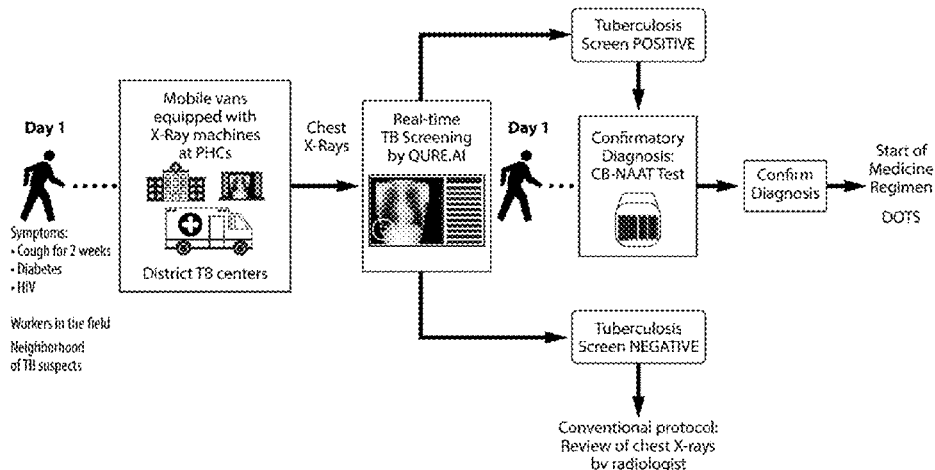 Day 1
Symptoms:
• Cough for 2 weeks
• Diabetes
• HIV
Workers in the field
Neighborhood
of TB suspects
Mobile vans
equipped with
X-Ray machines
at PHCs
District TB centers
Chest
X-Rays
Real-time
TB Screening
by QURE.AI
Tuberculosis
Screen POSITIVE
Day 1
Confirmatory
Diagnosis:
CB-NAAT Test
Confirm
Diagnosis
Start of
Medicine
Regimen
DOTS
Tuberculosis
Screen NEGATIVE
Conventional protocol:
Review of chest X-rays
by radiologist